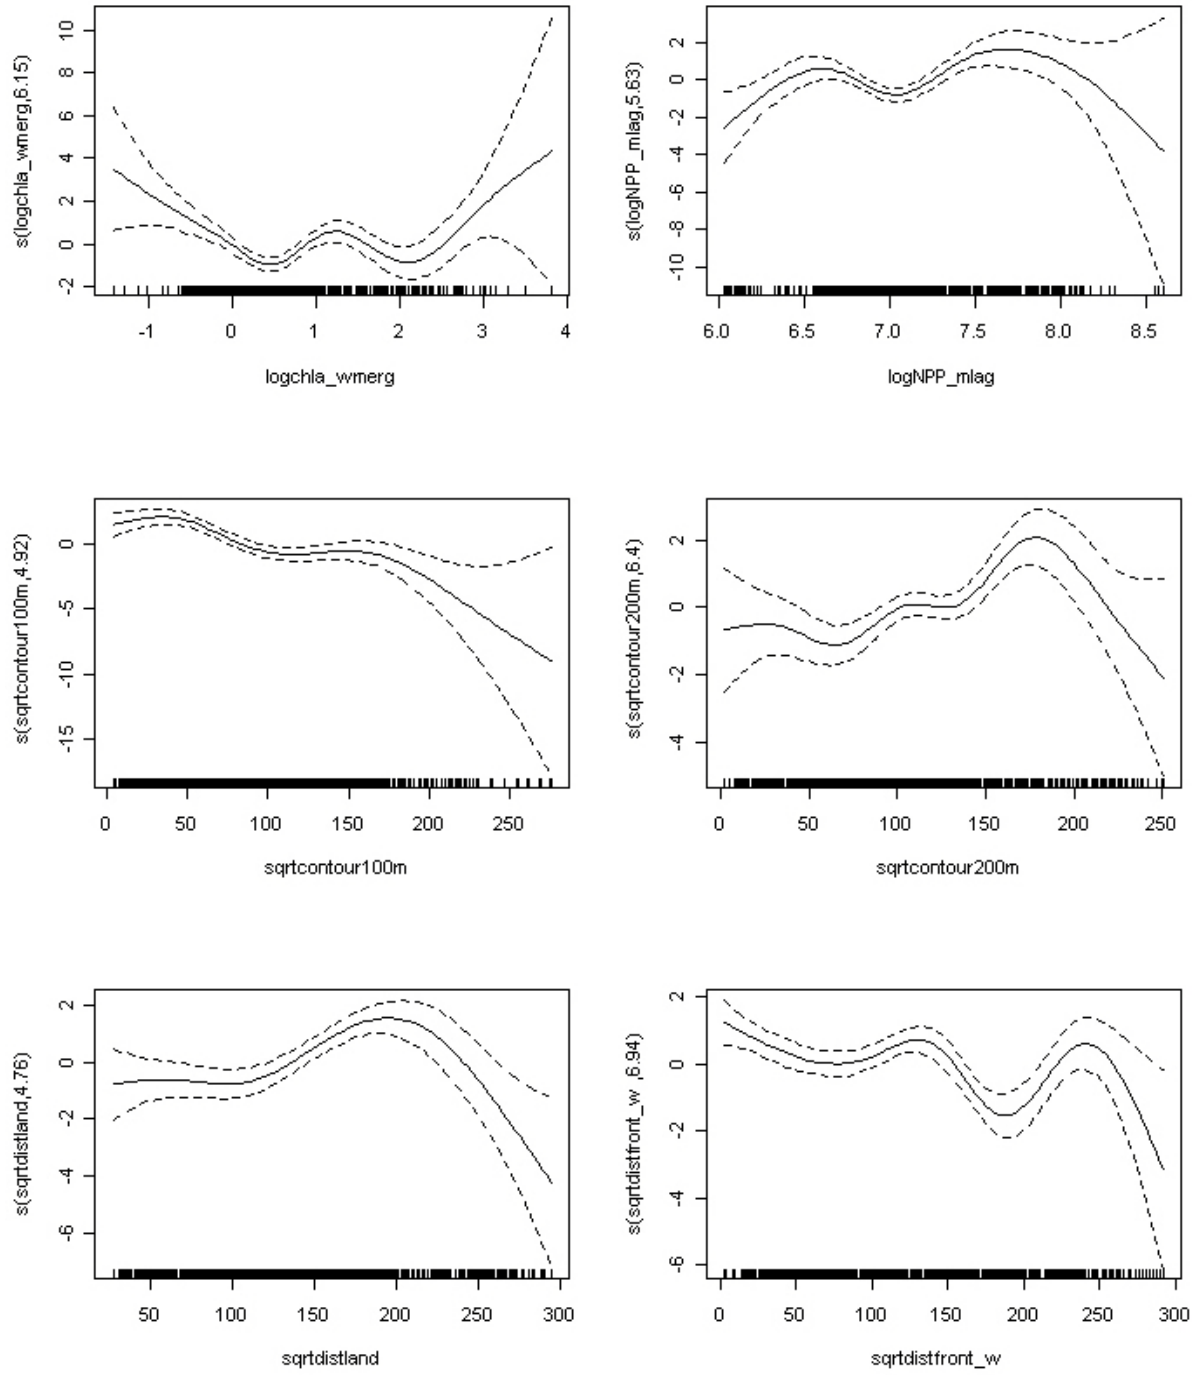 s(logchla_wmerg,6.15)
10
8
6
4
2
0
-2
-1 0 1 2 3 4
logchla_wmerg
s(logNPP_mlag,5.63)
2
0
-2
-4
-6
-8
-10
6.0 6.5 7.0 7.5 8.0 8.5
logNPP_mlag
s(sqrtcontour100m,4.92)
0
-5
-10
-15
0 50 100 150 200 250
sqrtcontour100m
s(sqrtcontour200m,6.4)
2
0
-2
-4
0 50 100 150 200 250
sqrtcontour200m
s(sqrtdistland,4.76)
2
0
-2
-4
-6
50 100 150 200 250 300
sqrtdistland
s(sqrtdistfront_w ,6.94)
2
0
-2
-4
-6
0 50 100 150 200 250 300
sqrtdistfront_w